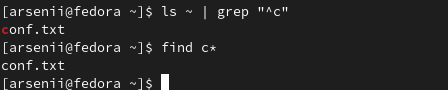 [arsenii@fedora ~]$ ls ~ | grep "^c"
conf.txt
[arsenii@fedora ~]$ find c*
conf.txt
[arsenii@fedora ~]$